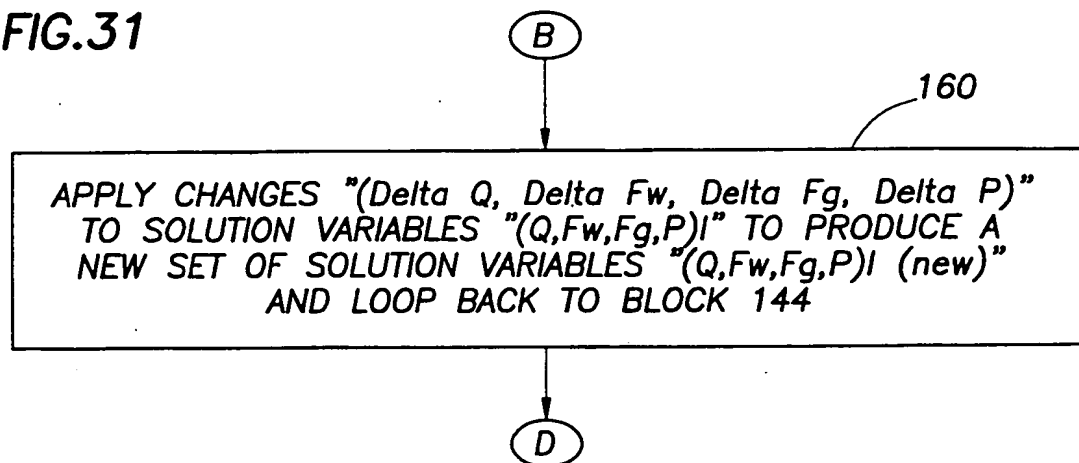 FIG.31
B
160
APPLY CHANGES "(Delta Q, Delta Fw, Delta Fg, Delta P)"
TO SOLUTION VARIABLES "(Q,Fw,Fg,P)I" TO PRODUCE A
NEW SET OF SOLUTION VARIABLES "(Q,Fw,Fg,P)I (new)"
AND LOOP BACK TO BLOCK 144
D